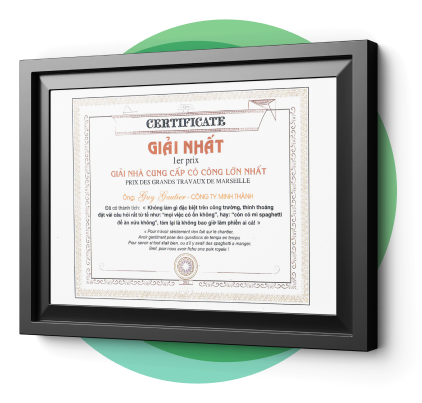 CERTIFICATE
GIẢI NHẤT
1er prix
GIẢI NHÀ CUNG CẤP CÓ CÔNG LỚN NHẤT
PRIX DES GRANDS TRAVAUX DE MARSEILLE
Ông: Guy Gautier - CÔNG TY MINH THÀNH
Đã có thành tích: « Không làm gì đặc biệt trên công trường, thỉnh thoảng
đặt vài câu hỏi rất tử tế như: "mọi việc có ổn không", hay: "còn có mì spaghetti
để ăn nữa không", tóm lại là không bao giờ làm phiền ai cả! »
« Pour n'avoir seulement rien fait sur le chantier.
Avoir gentiment posé des questions de temps en temps.
Pour savoir si tout allait bien, ou s'il y avait des spaghetti à manger.
Bref, pour nous avoir fichu une paix royale !